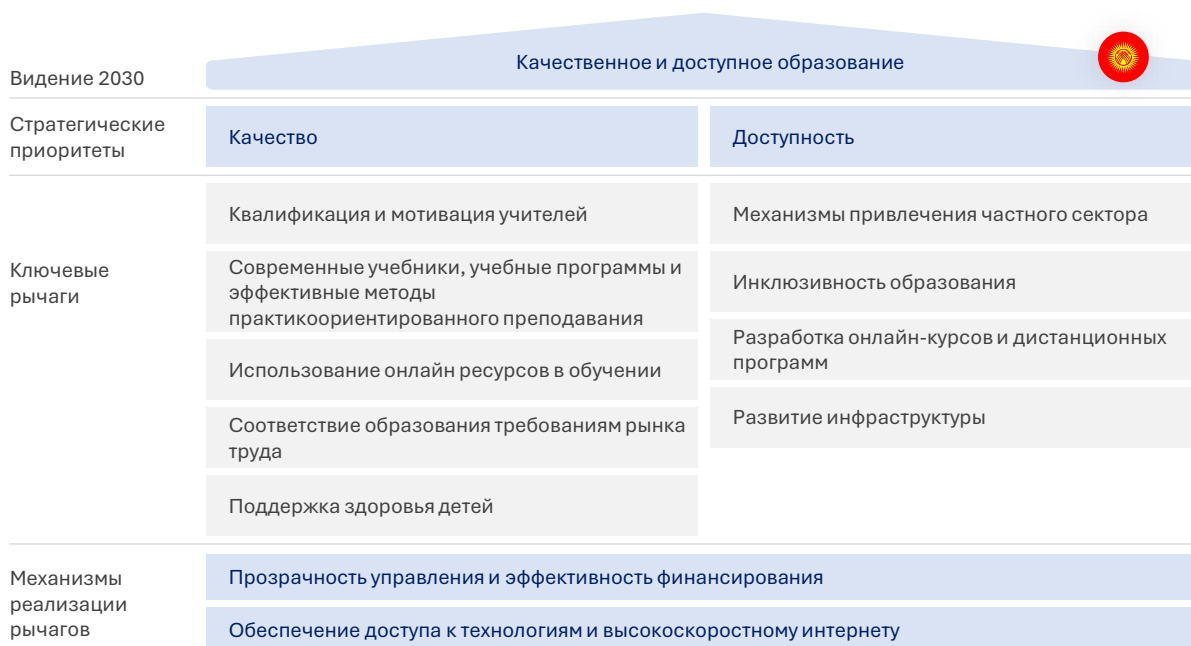 Качественное и доступное образование
Видение 2030
Стратегические
приоритеты
Качество
Доступность
Ключевые
рычаги
Квалификация и мотивация учителей
Современные учебники, учебные программы и
эффективные методы
практикоориентированного преподавания
Использование онлайн ресурсов в обучении
Соответствие образования требованиям рынка
труда
Поддержка здоровья детей
Механизмы привлечения частного сектора
Инклюзивность образования
Разработка онлайн-курсов и дистанционных
программ
Развитие инфраструктуры
Механизмы
реализации
рычагов
Прозрачность управления и эффективность финансирования
Обеспечение доступа к технологиям и высокоскоростному интернету